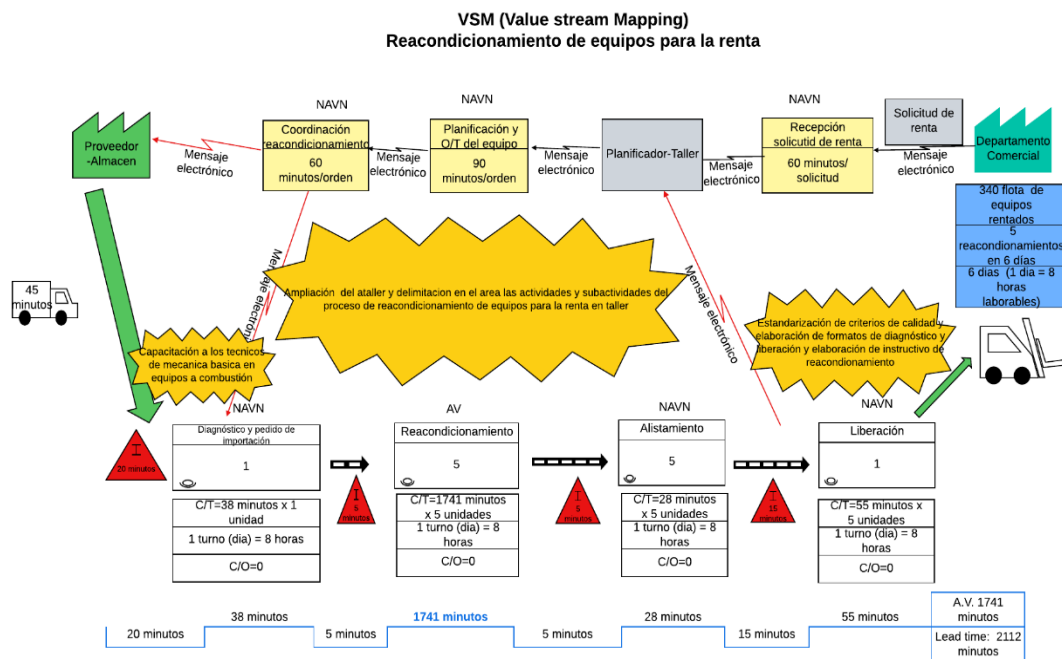 VSM (Value stream Mapping)
Reacondicionamiento de equipos para la renta
NAVN
NAVN
NAVN
Solicitud de
renta
Proveedor
-Almacen
Mensaje
electrónico
Coordinación
reacondicionamiento
60
minutos/orden
Mensaje
electrónico
Planificación y
O/T del equipo
90
minutos/orden
Mensaje
electrónico
Planificador-Taller
Mensaje
electrónico
Recepción
solicutid de renta
60 minutos/
solicitud
Mensaje
electrónico
Departamento
Comercial
340 flota de
equipos
rentados
5
reacondionamientos
en 6 días
6 dias (1 dia = 8
horas
laborables)
45
minutos
Mensaje electrónico
Ampliación del ataller y delimitacion en el area las actividades y subactividades del
proceso de reacondicionamiento de equipos para la renta en taller
Mensaje electrónico
Estandarización de criterios de calidad y
elaboración de formatos de diagnóstico y
liberación y elaboración de instructivo de
reacondicionamiento
Capacitación a los tecnicos
de mecanica basica en
equipos a combustión
NAVN
AV
NAVN
NAVN
I
20 minutos
Diagnóstico y pedido de
importación
1
I
5
minutos
Reacondicionamiento
5
I
5
minutos
Alistamiento
5
I
15
minutos
Liberación
1
C/T=38 minutos x 1
unidad
1 turno (dia) = 8 horas
C/O=0
C/T=1741 minutos
x 5 unidades
1 turno (dia) = 8
horas
C/O=0
C/T=28 minutos
x 5 unidades
1 turno (dia) = 8
horas
C/O=0
C/T=55 minutos x
5 unidades
1 turno (dia) = 8
horas
C/O=0
20 minutos
38 minutos
5 minutos
1741 minutos
5 minutos
28 minutos
15 minutos
55 minutos
A.V. 1741
minutos
Lead time: 2112
minutos